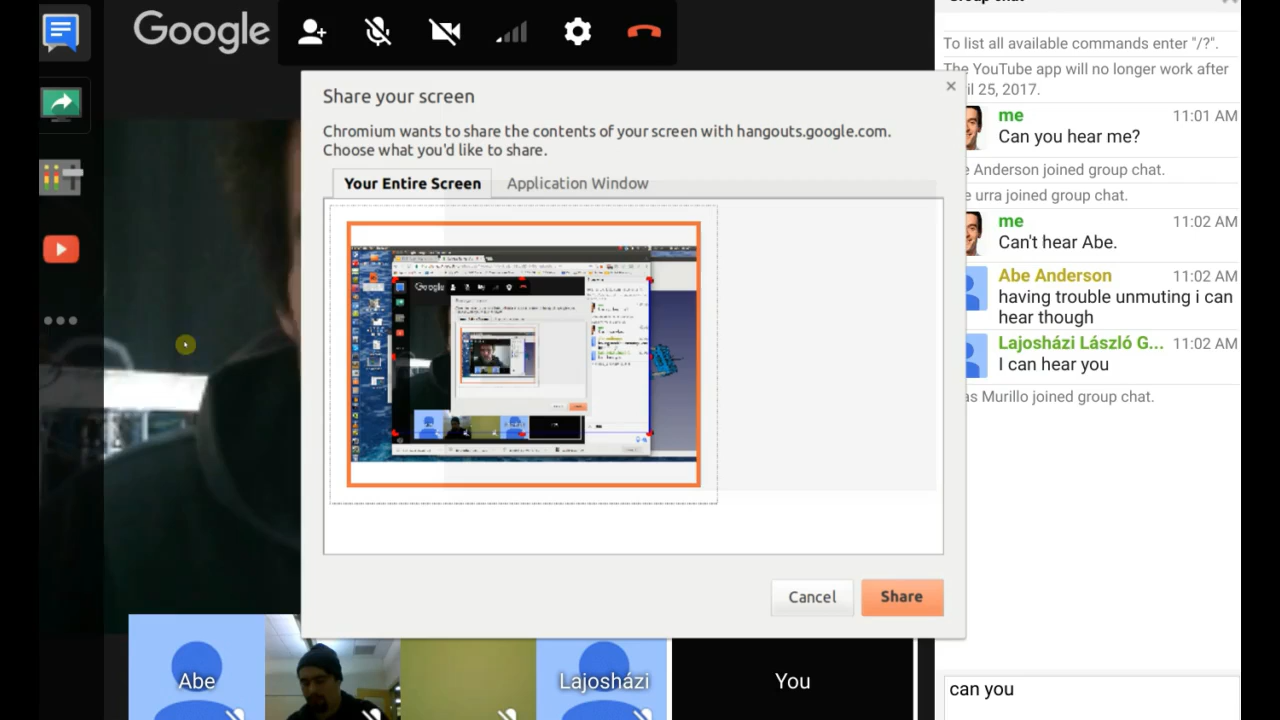 Google
Group chat
To list all available commands enter "/?".
The YouTube app will no longer work after
il 25, 2017.
me 11:01 AM
Can you hear me?
e Anderson joined group chat.
e urra joined group chat.
me 11:02 AM
Can't hear Abe.
Abe Anderson 11:02 AM
having trouble unmuting i can
hear though
Lajosházi László G... 11:02 AM
I can hear you
as Murillo joined group chat.
can you
Share your screen
Chromium wants to share the contents of your screen with hangouts.google.com.
Choose what you'd like to share.
Your Entire Screen
Application Window
Google
Cancel
Share
Abe
Lajosházi
You